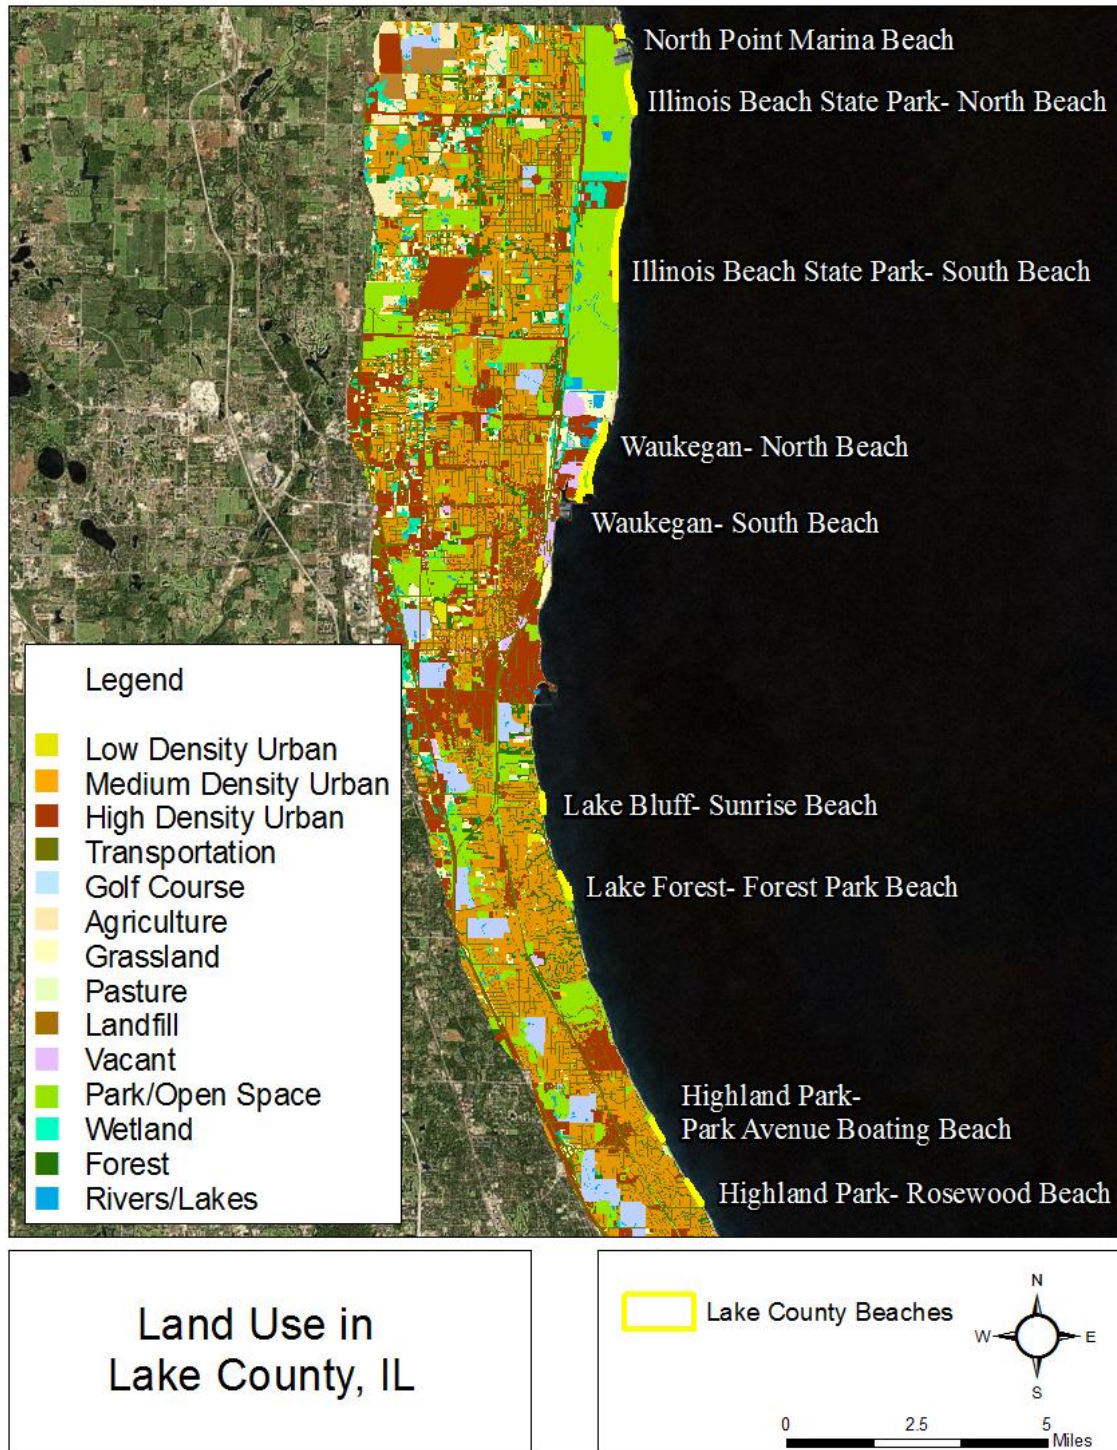 North Point Marina Beach
Illinois Beach State Park- North Beach
Illinois Beach State Park- South Beach
Waukegan- North Beach
Waukegan- South Beach
Lake Bluff- Sunrise Beach
Lake Forest- Forest Park Beach
Highland Park-
Park Avenue Boating Beach
Highland Park- Rosewood Beach
Legend
Low Density Urban
Medium Density Urban
High Density Urban
Transportation
Golf Course
Agriculture
Grassland
Pasture
Landfill
Vacant
Park/Open Space
Wetland
Forest
Rivers/Lakes
Land Use in
Lake County, IL
Lake County Beaches
N
W E
S
0 2.5 5
Miles